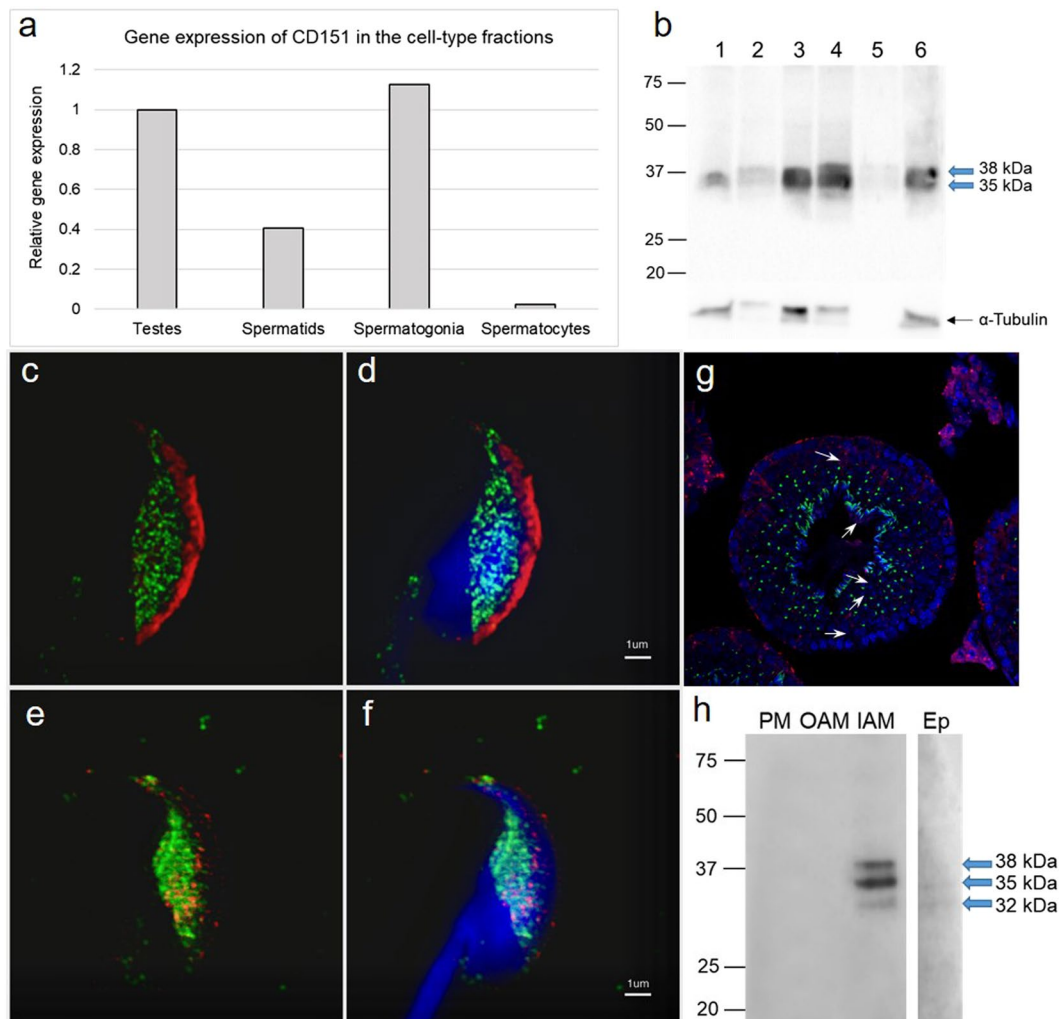 a
Gene expression of CD151 in the cell-type fractions
Relative gene expression
1.2
1
0.8
0.6
0.4
0.2
0
Testes Spermatids Spermatogonia Spermatocytes
b
1 2 3 4 5 6
75
50
37
25
20
38 kDa
35 kDa
α-Tubulin
c
d
1um
e
f
1um
g
h
PM OAM IAM Ep
75
50
37
25
20
38 kDa
35 kDa
32 kDa